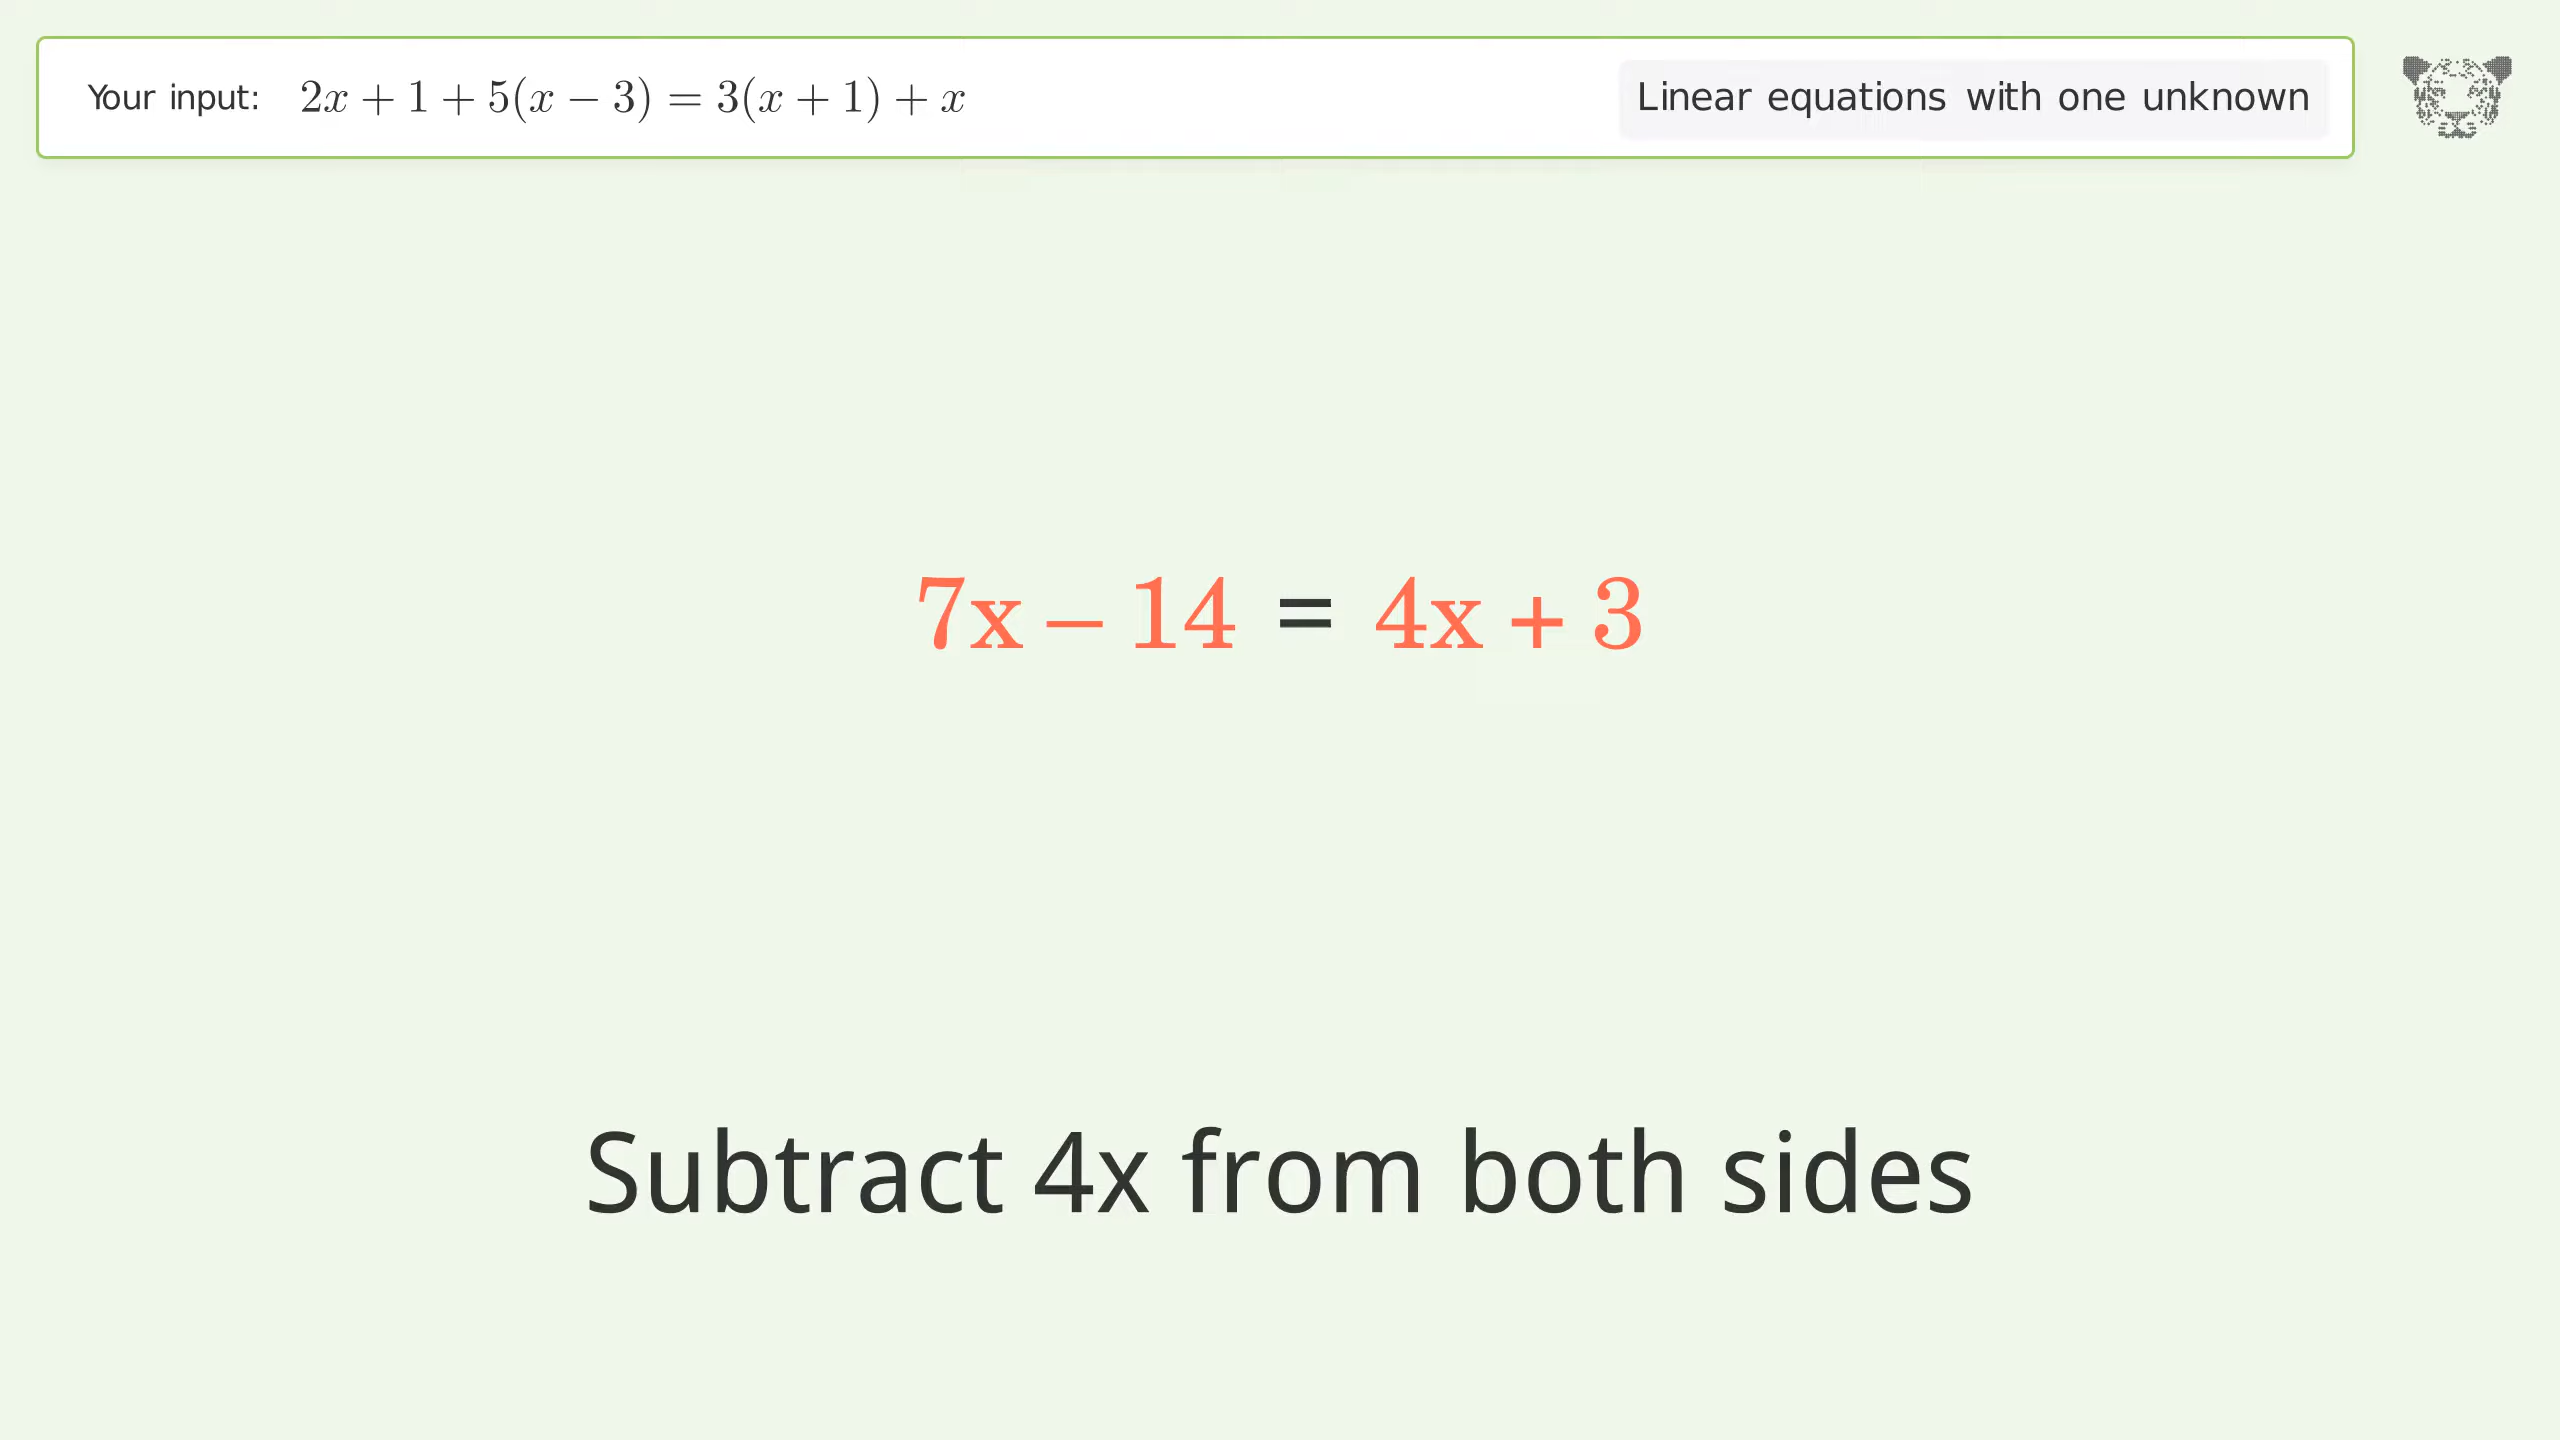 Your input: 2x + 1 + 5(x − 3) = 3(x + 1) + x
Linear equations with one unknown
7x − 14 = 4x + 3
Subtract 4x from both sides